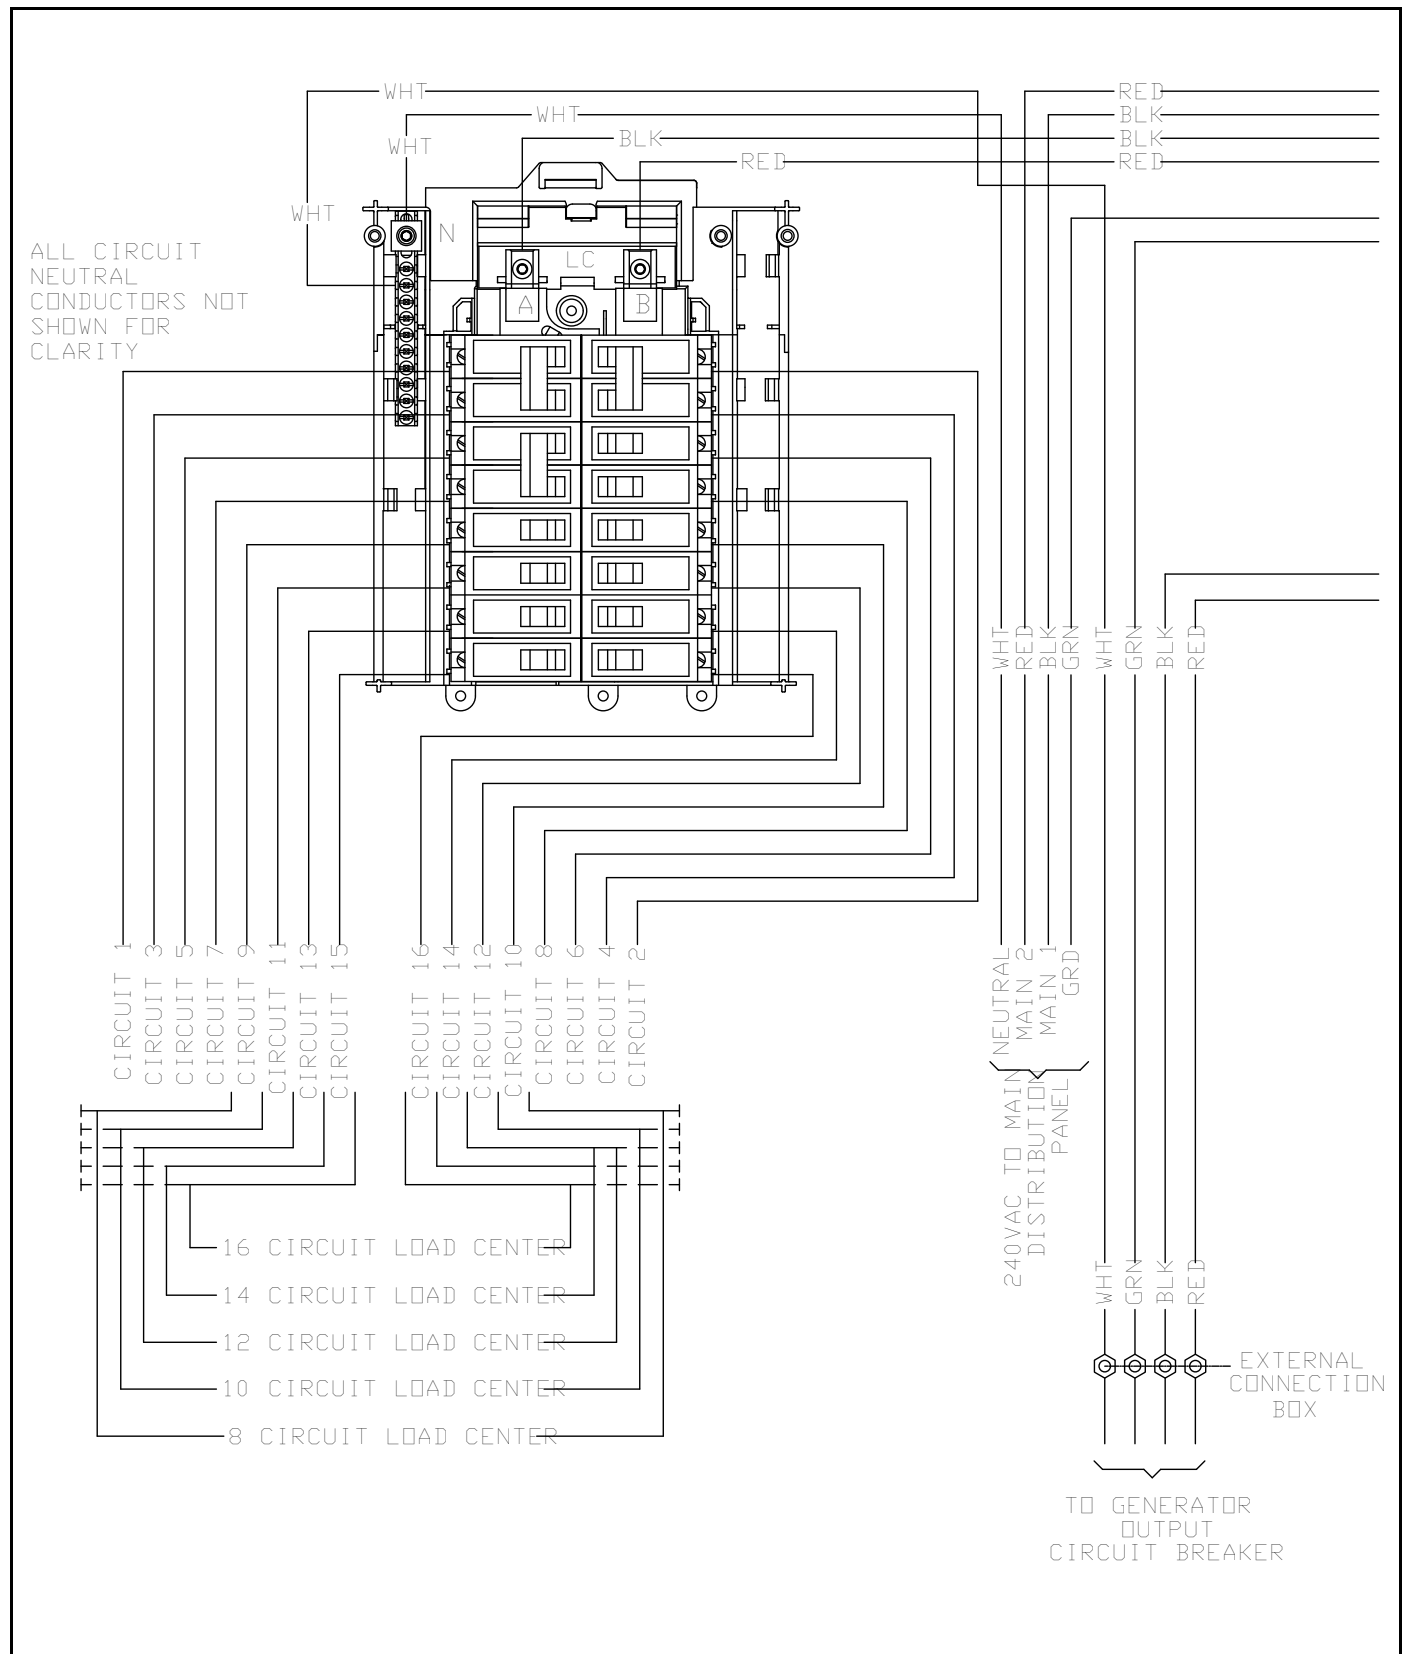 WHT
RED
WHT
BLK
WHT
BLK
BLK
RED
RED
WHT
N
LC
A
B
ALL CIRCUIT
NEUTRAL
CONDUCTORS NOT
SHOWN FOR
CLARITY
WHT
RED
BLK
GRN
WHT
GRN
BLK
RED
CIRCUIT 1
CIRCUIT 3
CIRCUIT 5
CIRCUIT 7
CIRCUIT 9
CIRCUIT 11
CIRCUIT 13
CIRCUIT 15
CIRCUIT 16
CIRCUIT 14
CIRCUIT 12
CIRCUIT 10
CIRCUIT 8
CIRCUIT 6
CIRCUIT 4
CIRCUIT 2
NEUTRAL
MAIN 2
MAIN 1
GRD
240VAC TO MAIN
DISTRIBUTION
PANEL
16 CIRCUIT LOAD CENTER
14 CIRCUIT LOAD CENTER
12 CIRCUIT LOAD CENTER
10 CIRCUIT LOAD CENTER
8 CIRCUIT LOAD CENTER
WHT
GRN
BLK
RED
EXTERNAL
CONNECTION
BOX
TO GENERATOR
OUTPUT
CIRCUIT BREAKER